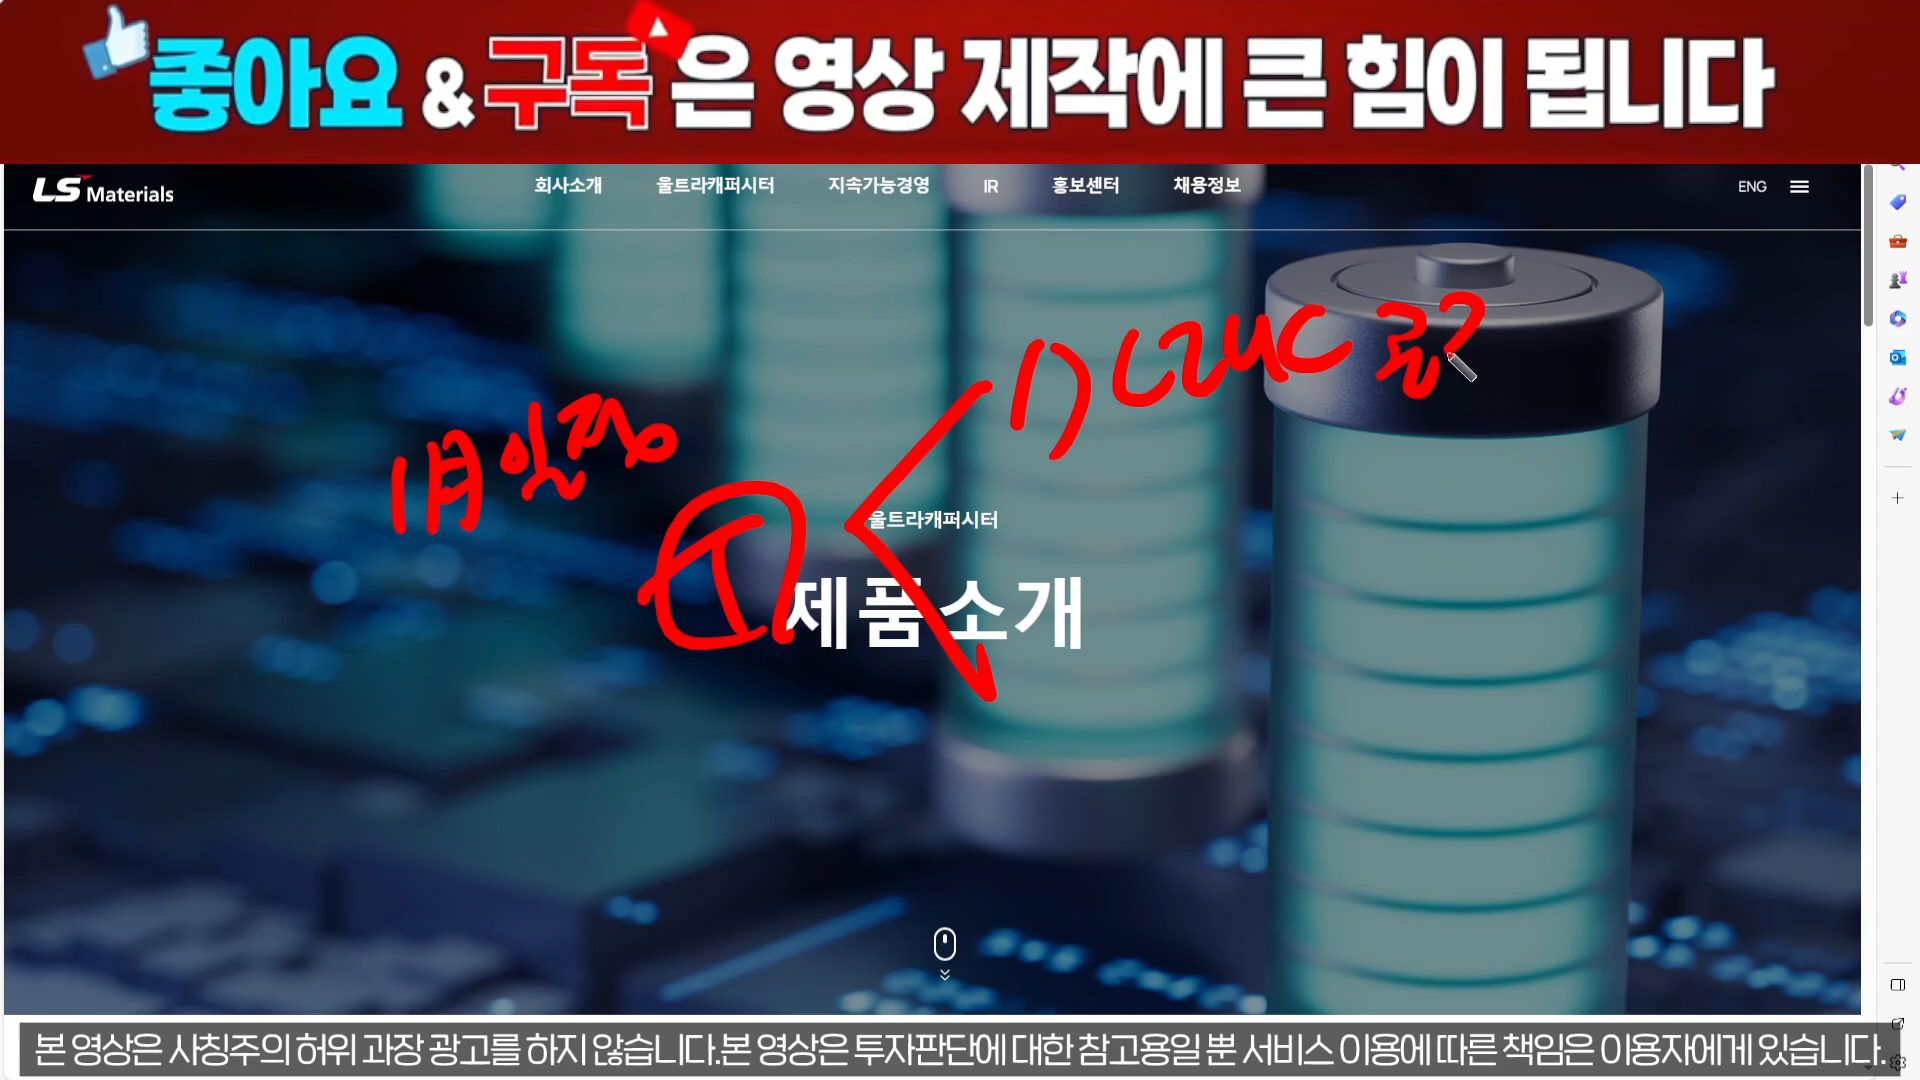 좋아요 & 구독 은 영상 제작에 큰 힘이 됩니다
LS Materials
회사소개 울트라캐퍼시터 지속가능경영 IR 홍보센터 채용정보 ENG
1月 일정
1)
울트라캐퍼시터
제품소개
본 영상은 사칭주의 허위 과장 광고를 하지 않습니다.본 영상은 투자판단에 대한 참고용일 뿐 서비스 이용에 따른 책임은 이용자에게 있습니다.